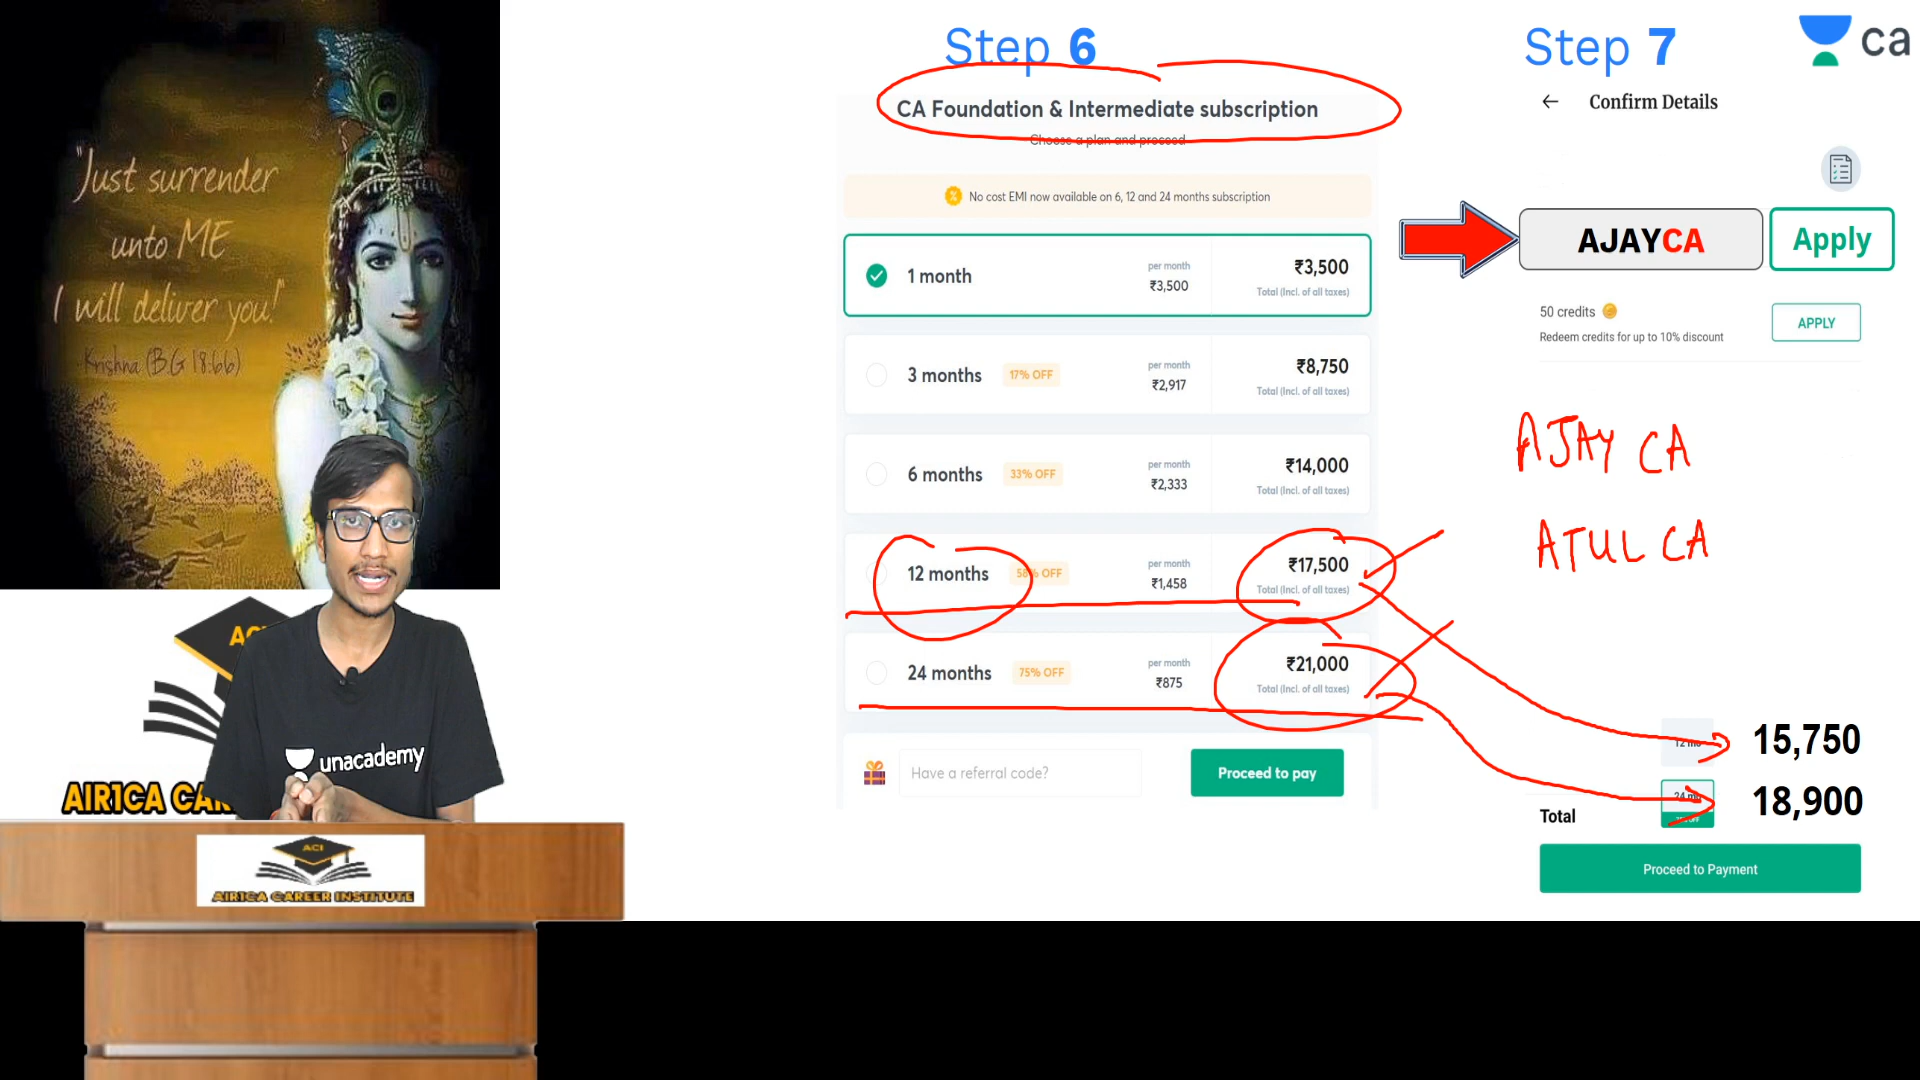 "Just surrender
unto ME
I will deliver you!"
Krishna (B.G 18:66)
unacademy
AIR1CA
ACI
AIR1CA CAREER INSTITUTE
Step 6
CA Foundation & Intermediate subscription
Choose a plan and proceed
No cost EMI now available on 6, 12 and 24 months subscription
1 month per month ₹3,500 ₹3,500 Total (Incl. of all taxes)
3 months 17% OFF per month ₹2,917 ₹8,750 Total (Incl. of all taxes)
6 months 33% OFF per month ₹2,333 ₹14,000 Total (Incl. of all taxes)
12 months 58% OFF per month ₹1,458 ₹17,500 Total (Incl. of all taxes)
24 months 75% OFF per month ₹875 ₹21,000 Total (Incl. of all taxes)
Have a referral code? Proceed to pay
Step 7
ca
Confirm Details
AJAYCA Apply
50 credits APPLY
Redeem credits for up to 10% discount
AJAY CA
ATUL CA
15,750
Total 18,900
Proceed to Payment